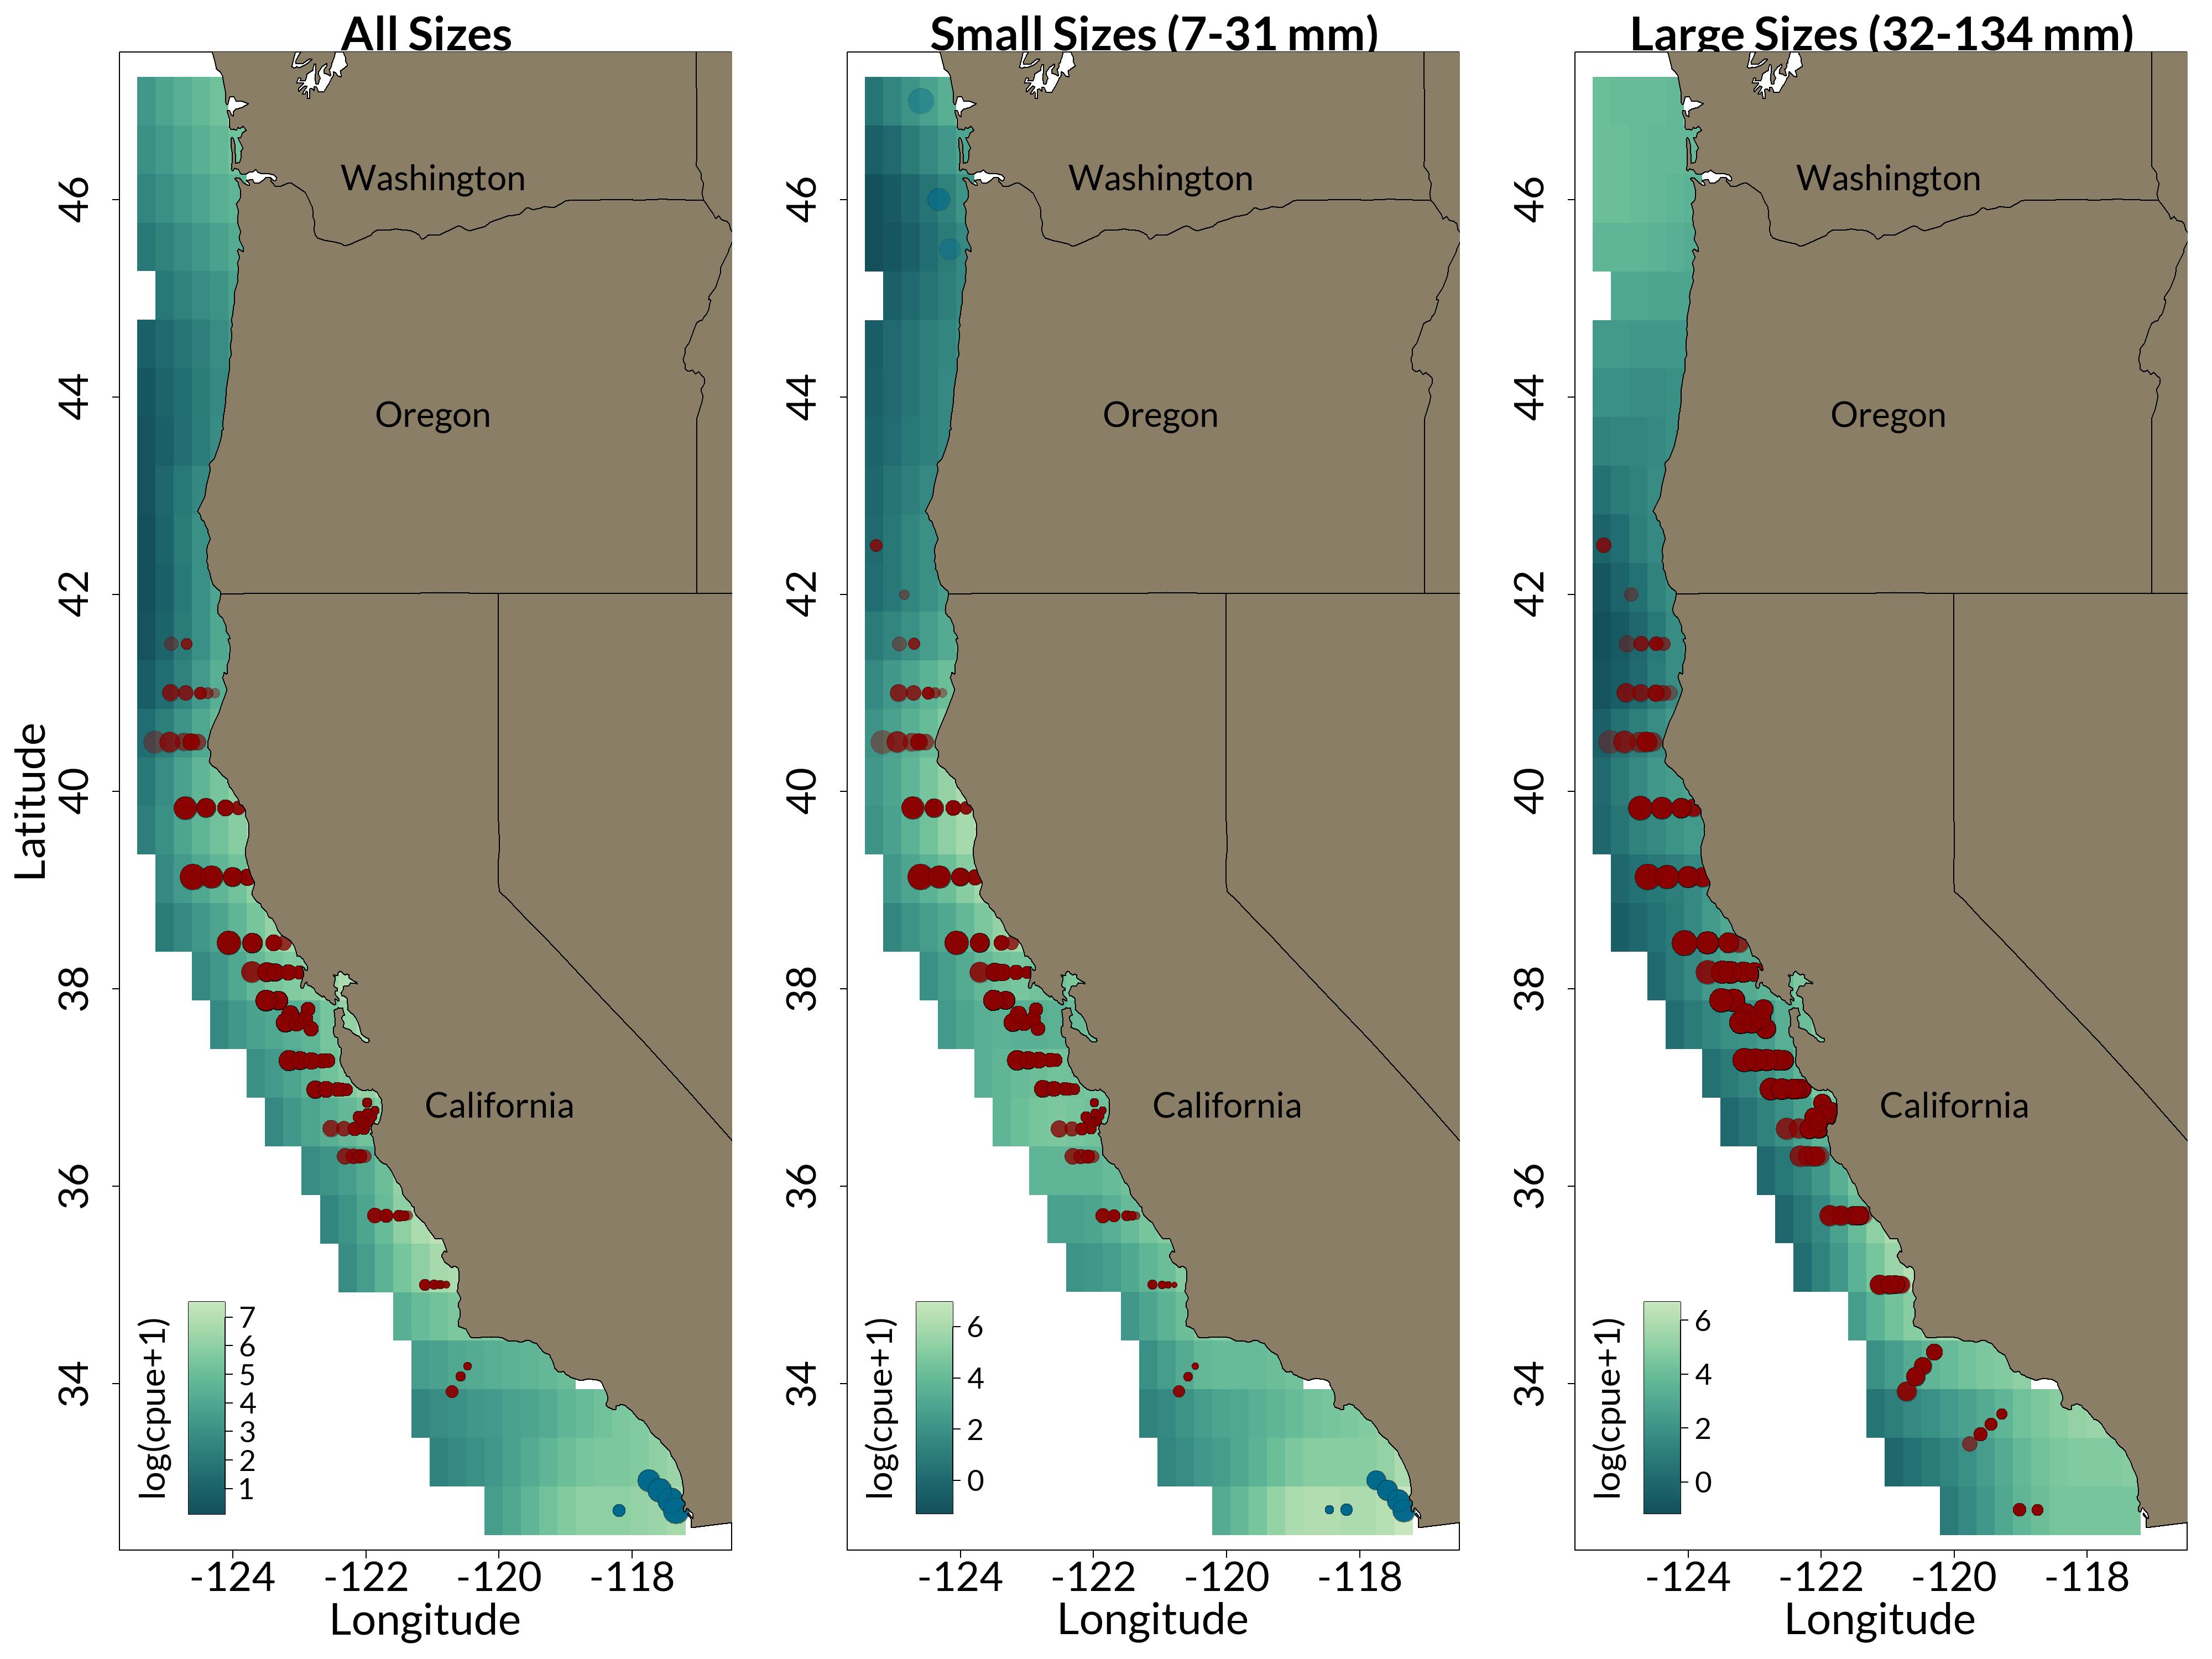 All Sizes
Small Sizes (7-31 mm)
Large Sizes (32-134 mm)
Latitude
46
44
42
40
38
36
34
Washington
Oregon
California
log(cpue+1)
7
6
5
4
3
2
1
-124
-122
-120
-118
Longitude
46
44
42
40
38
36
34
Washington
Oregon
California
log(cpue+1)
6
4
2
0
-124
-122
-120
-118
Longitude
46
44
42
40
38
36
34
Washington
Oregon
California
log(cpue+1)
6
4
2
0
-124
-122
-120
-118
Longitude